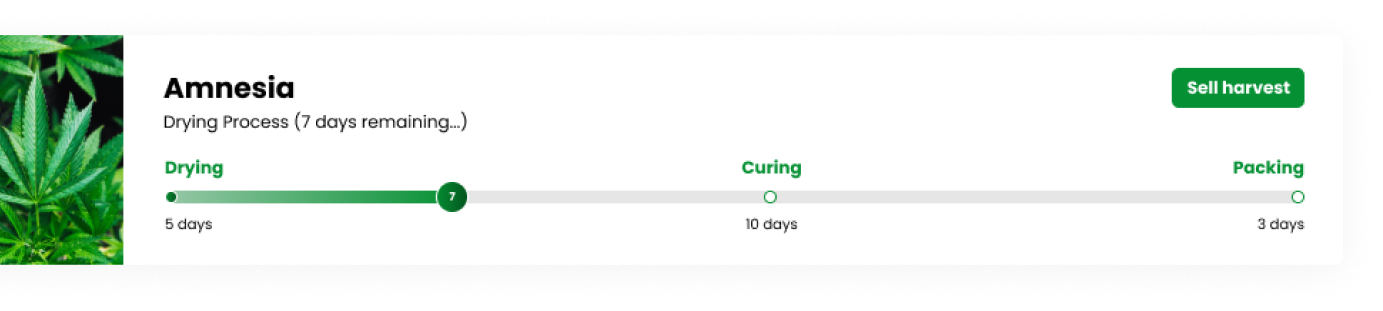 Amnesia
Sell harvest
Drying Process (7 days remaining...)
Drying
Curing
Packing
7
5 days
10 days
3 days